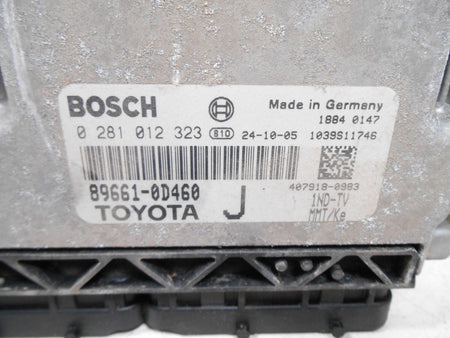 BOSCH
Made in Germany
1884 0147
0 281 012 323 810 24-10-05 1039S11746
407918-0983
89661-0D460
TOYOTA J
1ND-TV
MMT/Ke